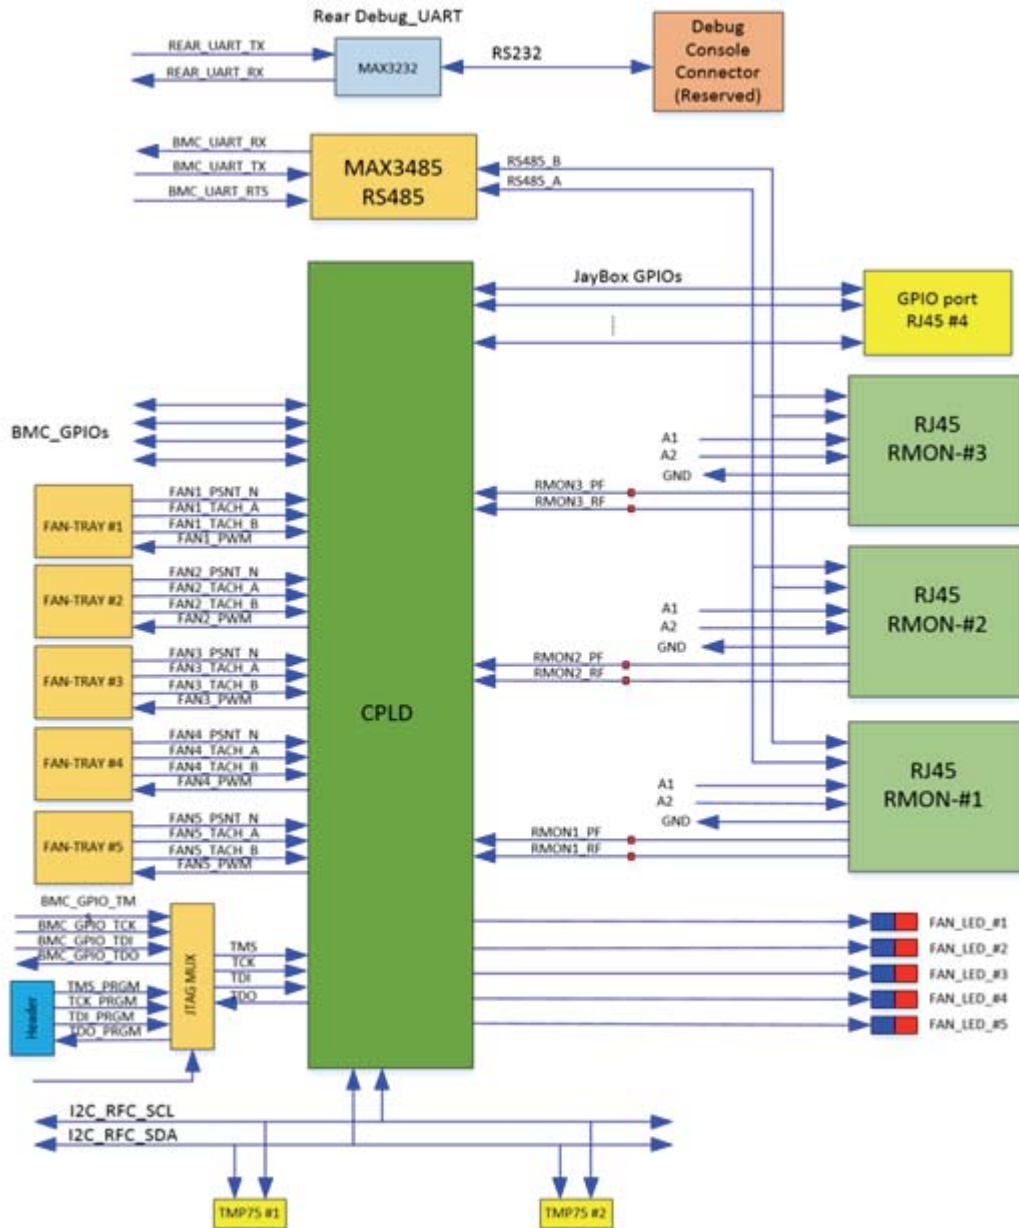 Rear Debug_UART
REAR_UART_TX
REAR_UART_RX
MAX3232
RS232
Debug
Console
Connector
(Reserved)
BMC_UART_RX
BMC_UART_TX
BMC_UART_RTS
MAX3485
RS485
RS485_B
RS485_A
JayBox GPIOs
GPIO port
RJ45 #4
BMC_GPIOs
CPLD
RJ45
RMON-#3
A1
A2
GND
RMON3_PF
RMON3_RF
RJ45
RMON-#2
A1
A2
GND
RMON2_PF
RMON2_RF
RJ45
RMON-#1
A1
A2
GND
RMON1_PF
RMON1_RF
FAN-TRAY #1
FAN1_PSNT_N
FAN1_TACH_A
FAN1_TACH_B
FAN1_PWM
FAN-TRAY #2
FAN2_PSNT_N
FAN2_TACH_A
FAN2_TACH_B
FAN2_PWM
FAN-TRAY #3
FAN3_PSNT_N
FAN3_TACH_A
FAN3_TACH_B
FAN3_PWM
FAN-TRAY #4
FAN4_PSNT_N
FAN4_TACH_A
FAN4_TACH_B
FAN4_PWM
FAN-TRAY #5
FAN5_PSNT_N
FAN5_TACH_A
FAN5_TACH_B
FAN5_PWM
BMC_GPIO_TM
BMC_GPIO_TCK
BMC_GPIO_TDI
BMC_GPIO_TDO
JTAG MUX
TMS
TCK
TDI
TDO
Header
TMS_PRGM
TCK_PRGM
TDI_PRGM
TDO_PRGM
FAN_LED_#1
FAN_LED_#2
FAN_LED_#3
FAN_LED_#4
FAN_LED_#5
I2C_RFC_SCL
I2C_RFC_SDA
TMP75 #1
TMP75 #2